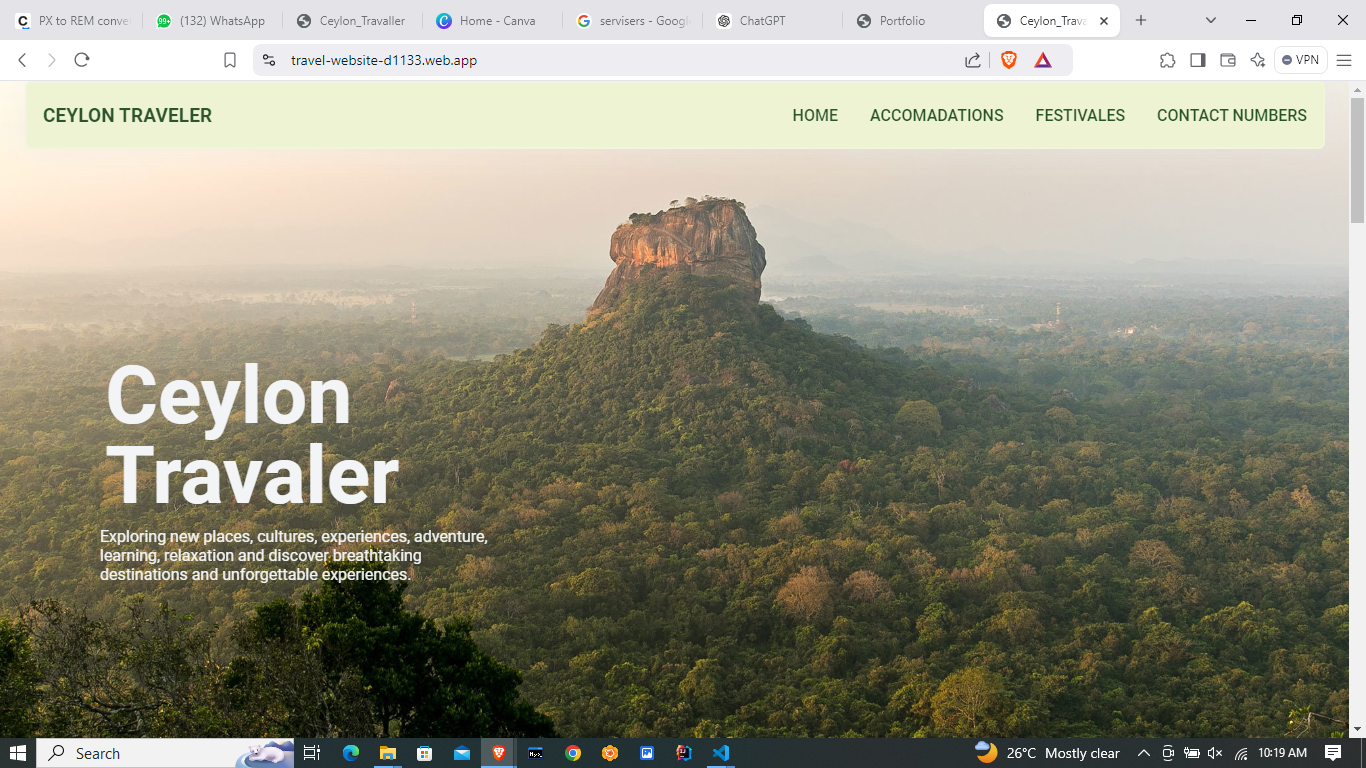 PX to REM conver
(132) WhatsApp
Ceylon_Travaller
Home - Canva
servisers - Googl
ChatGPT
Portfolio
Ceylon_Trava
travel-website-d1133.web.app
VPN
CEYLON TRAVELER
HOME
ACCOMADATIONS
FESTIVALES
CONTACT NUMBERS
Ceylon
Travaler
Exploring new places, cultures, experiences, adventure,
learning, relaxation and discover breathtaking
destinations and unforgettable experiences.
Search
26°C Mostly clear
10:19 AM